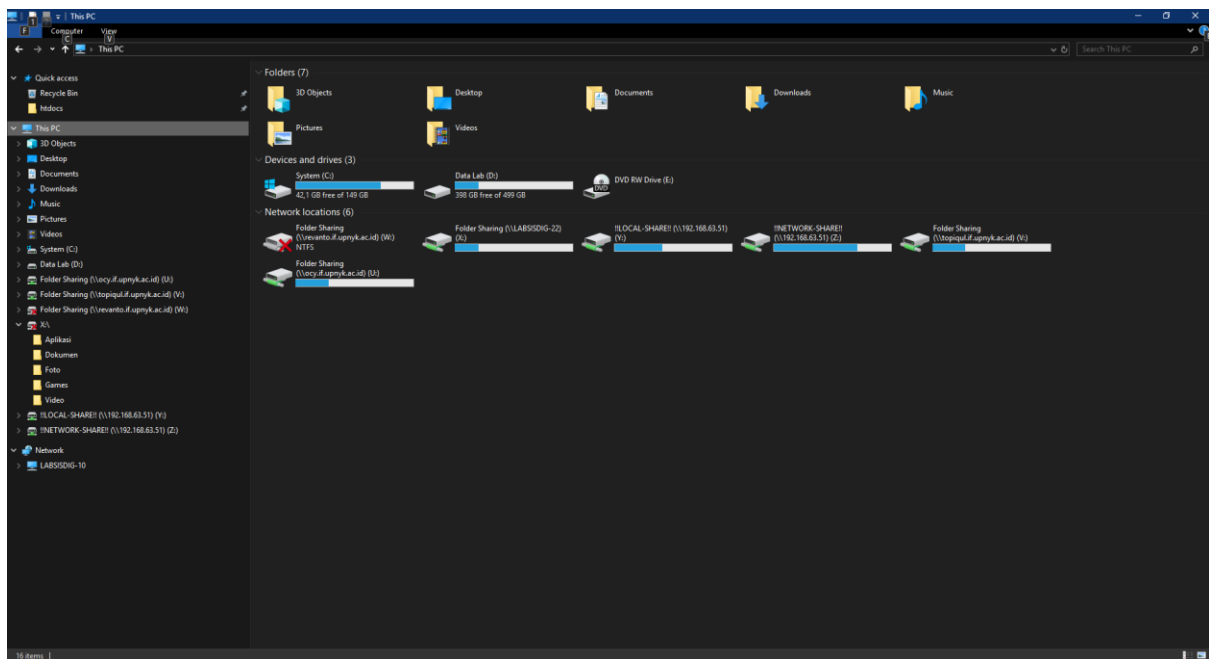 This PC
1
F
Computer
View
C
V
This PC
Search This PC
Quick access
Recycle Bin
htdocs
This PC
3D Objects
Desktop
Documents
Downloads
Music
Pictures
Videos
System (C:)
Data Lab (D:)
Folder Sharing (\\ocy.if.upnyk.ac.id) (U:)
Folder Sharing (\\topiqul.if.upnyk.ac.id) (V:)
Folder Sharing (\\revanto.if.upnyk.ac.id) (W:)
X:\
Aplikasi
Dokumen
Foto
Games
Video
!!LOCAL-SHARE!! (\\192.168.63.51) (Y:)
!!NETWORK-SHARE!! (\\192.168.63.51) (Z:)
Network
LABSISDIG-10
Folders (7)
3D Objects
Desktop
Documents
Downloads
Music
Pictures
Videos
Devices and drives (3)
System (C:)
42,1 GB free of 149 GB
Data Lab (D:)
398 GB free of 499 GB
DVD RW Drive (E:)
DVD
Network locations (6)
Folder Sharing
(\\revanto.if.upnyk.ac.id) (W:)
NTFS
Folder Sharing (\\LABSISDIG-22)
(X:)
!!LOCAL-SHARE!! (\\192.168.63.51)
(Y:)
!!NETWORK-SHARE!!
(\\192.168.63.51) (Z:)
Folder Sharing
(\\topiqul.if.upnyk.ac.id) (V:)
Folder Sharing
(\\ocy.if.upnyk.ac.id) (U:)
16 items